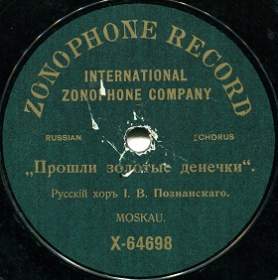 ZONOPHONE RECORD
INTERNATIONAL
ZONOPHONE COMPANY
RUSSIAN CHORUS
„Прошли золотые денечки“.
Русскій хоръ І. В. Познанскаго.
MOSKAU.
X-64698